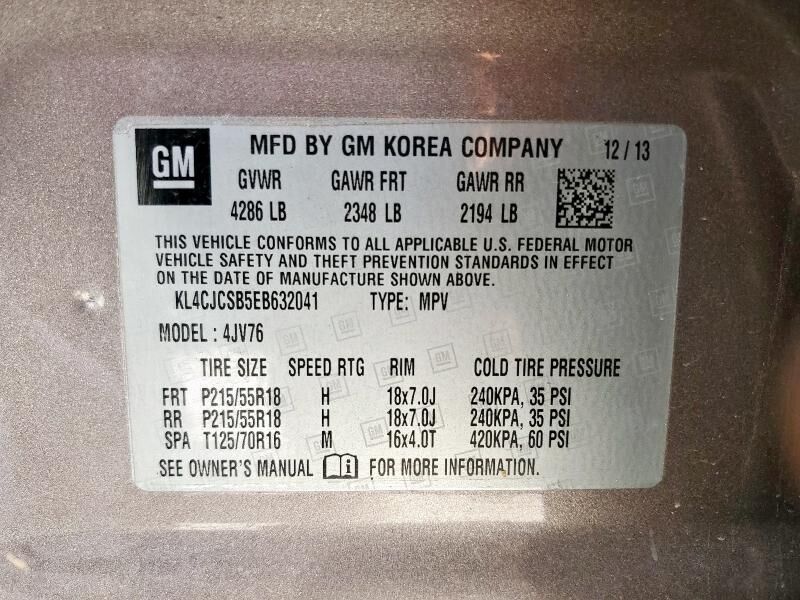 GM MFD BY GM KOREA COMPANY 12 / 13
GVWR GAWR FRT GAWR RR
4286 LB 2348 LB 2194 LB
THIS VEHICLE CONFORMS TO ALL APPLICABLE U.S. FEDERAL MOTOR
VEHICLE SAFETY AND THEFT PREVENTION STANDARDS IN EFFECT
ON THE DATE OF MANUFACTURE SHOWN ABOVE.
KL4CJCSB5EB632041 TYPE: MPV
MODEL : 4JV76
TIRE SIZE SPEED RTG RIM COLD TIRE PRESSURE
FRT P215/55R18 H 18x7.0J 240KPA, 35 PSI
RR P215/55R18 H 18x7.0J 240KPA, 35 PSI
SPA T125/70R16 M 16x4.0T 420KPA, 60 PSI
SEE OWNER'S MANUAL i FOR MORE INFORMATION.